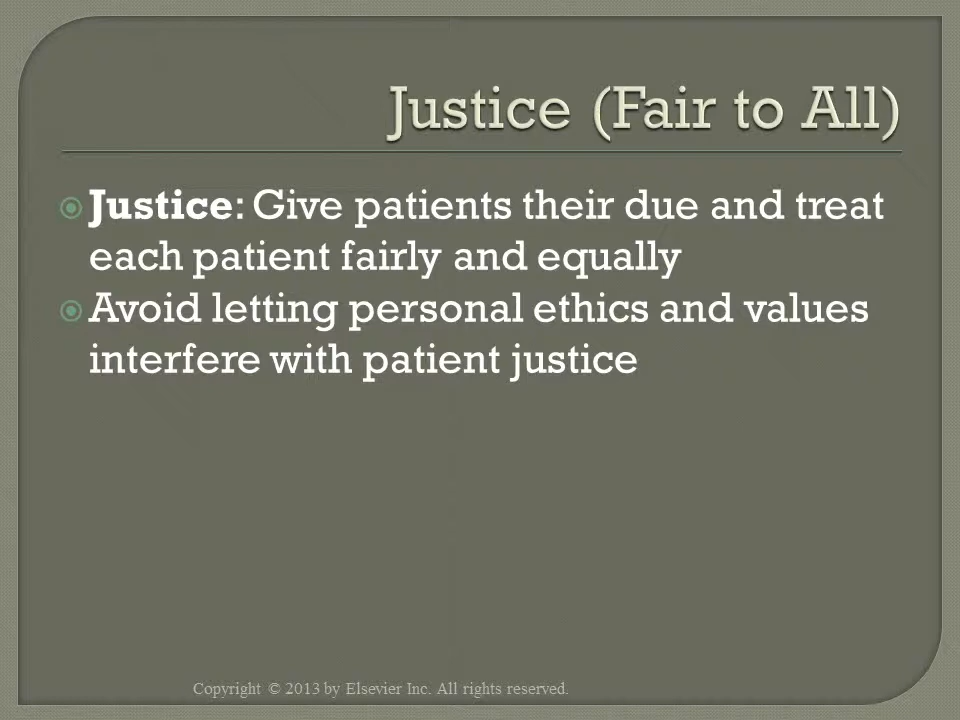 Justice (Fair to All)
Justice: Give patients their due and treat
each patient fairly and equally
Avoid letting personal ethics and values
interfere with patient justice
Copyright © 2013 by Elsevier Inc. All rights reserved.